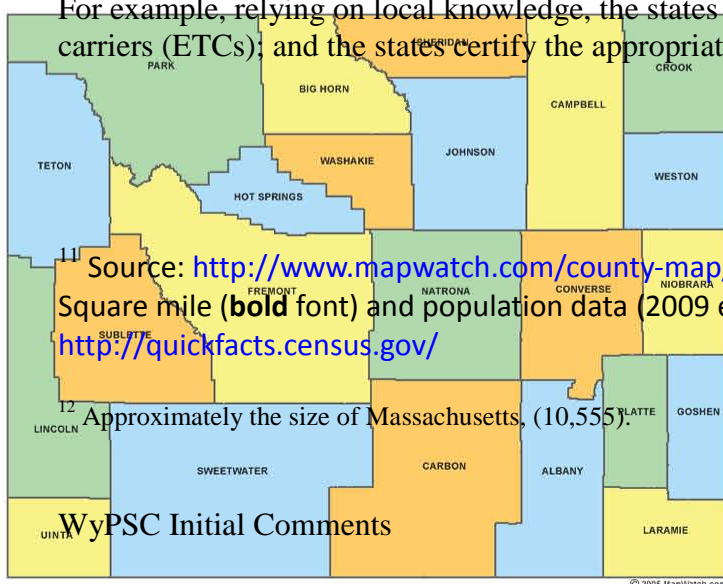 For example, relying on local knowledge, the states
carriers (ETCs); and the states certify the appropriat
SHERIDAN
PARK
CROOK
BIG HORN
CAMPBELL
JOHNSON
WASHAKIE
TETON
WESTON
HOT SPRINGS
11 Source: http://www.mapwatch.com/county-map/
NIOBRARA
FREMONT
NATRONA
CONVERSE
Square mile (bold font) and population data (2009 e
SUBLETTE
http://quickfacts.census.gov/
12 Approximately the size of Massachusetts, (10,555).
PLATTE
GOSHEN
LINCOLN
SWEETWATER
CARBON
ALBANY
WyPSC Initial Comments
UINTA
LARAMIE
© 2005 MapWatch.com